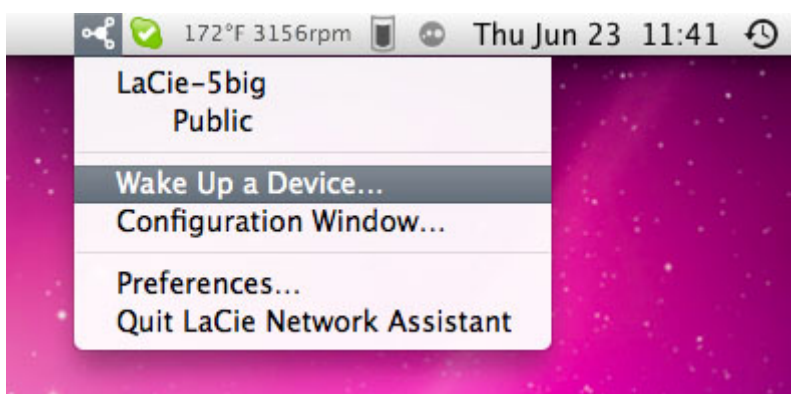 172°F 3156rpm Thu Jun 23 11:41
LaCie-5big
Public
Wake Up a Device...
Configuration Window...
Preferences...
Quit LaCie Network Assistant